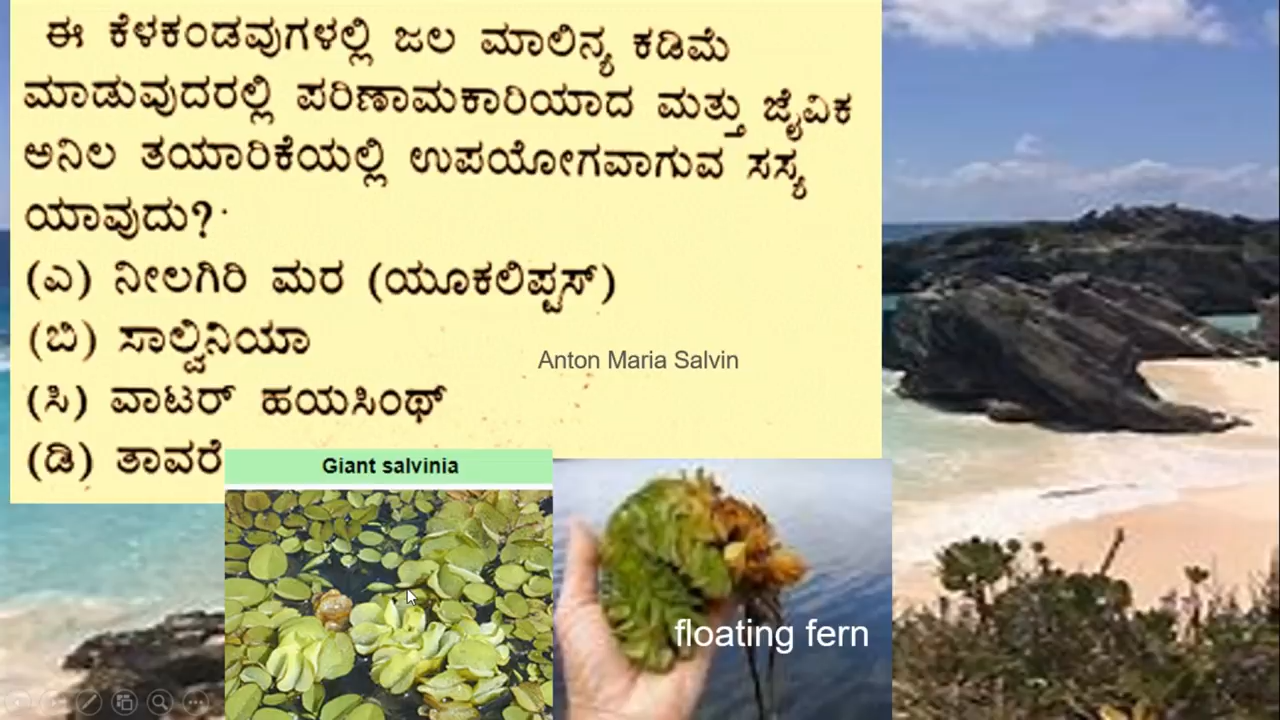 ಈ ಕೆಳಕಂಡವುಗಳಲ್ಲಿ ಜಲ ಮಾಲಿನ್ಯ ಕಡಿಮೆ
ಮಾಡುವುದರಲ್ಲಿ ಪರಿಣಾಮಕಾರಿಯಾದ ಮತ್ತು ಜೈವಿಕ
ಅನಿಲ ತಯಾರಿಕೆಯಲ್ಲಿ ಉಪಯೋಗವಾಗುವ ಸಸ್ಯ
ಯಾವುದು?
(ಎ) ನೀಲಗಿರಿ ಮರ (ಯೂಕಲಿಪ್ಟಸ್)
(ಬಿ) ಸಾಲ್ವಿನಿಯಾ
Anton Maria Salvin
(ಸಿ) ವಾಟರ್ ಹಯಸಿಂಥ್
(ಡಿ) ತಾವರೆ
Giant salvinia
floating fern